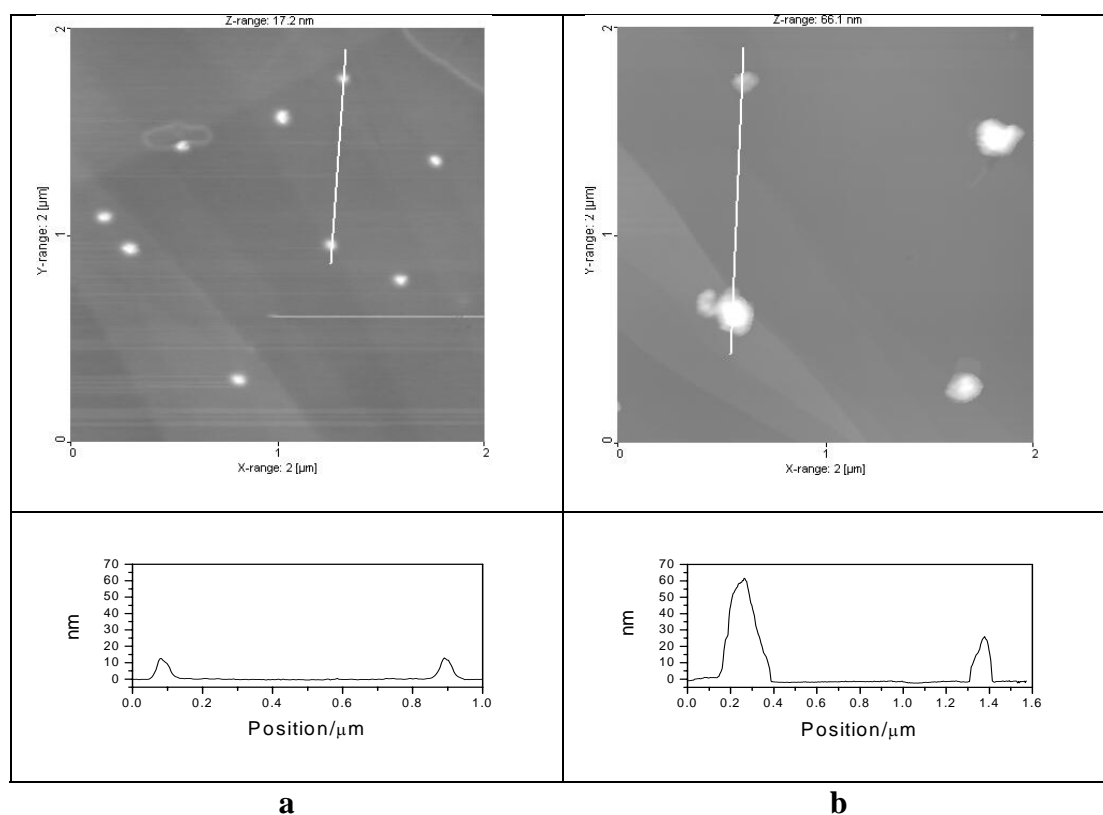 Z-range: 17.2 nm
2
1
0
Y-range: 2 [µm]
0 1 2
X-range: 2 [µm]
Z-range: 66.1 nm
2
1
0
Y-range: 2 [µm]
0 1 2
X-range: 2 [µm]
70
60
50
40
30
20
10
0
nm
0.0 0.2 0.4 0.6 0.8 1.0
Position/µm
70
60
50
40
30
20
10
0
nm
0.0 0.2 0.4 0.6 0.8 1.0 1.2 1.4 1.6
Position/µm
a
b